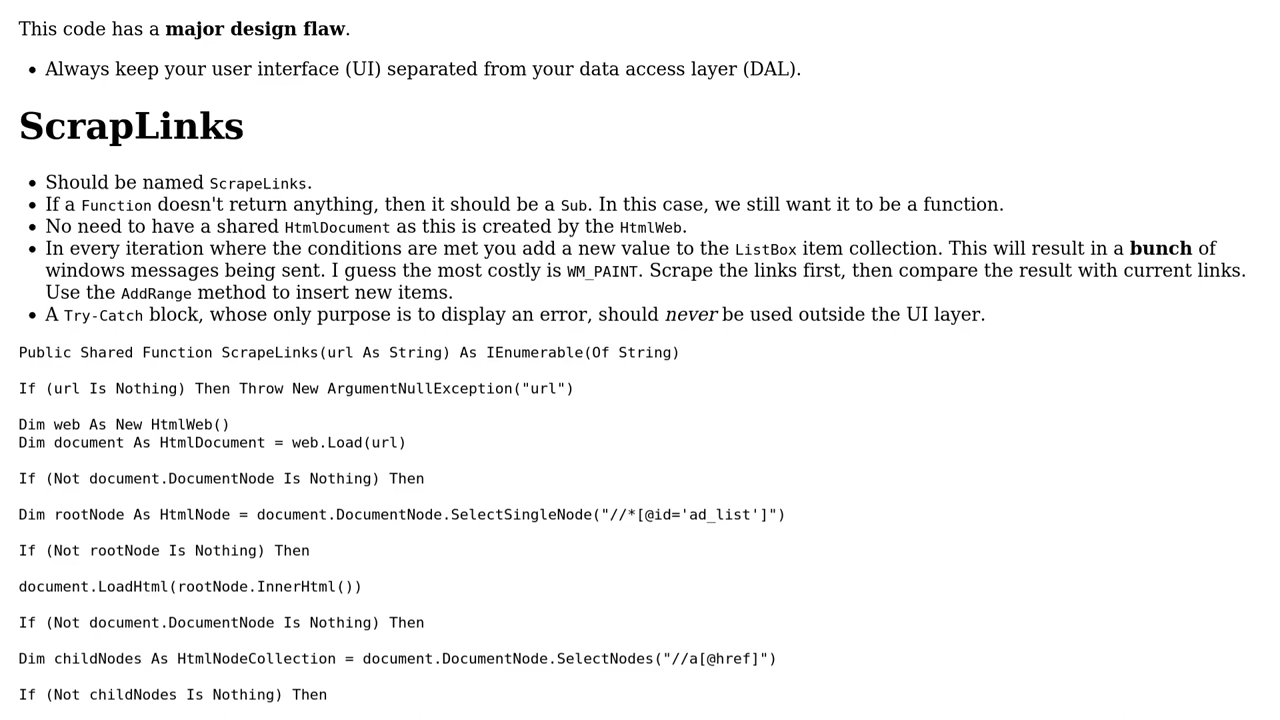 This code has a major design flaw.
• Always keep your user interface (UI) separated from your data access layer (DAL).
ScrapLinks
• Should be named ScrapeLinks.
• If a Function doesn't return anything, then it should be a Sub. In this case, we still want it to be a function.
• No need to have a shared HtmlDocument as this is created by the HtmlWeb.
• In every iteration where the conditions are met you add a new value to the ListBox item collection. This will result in a bunch of
windows messages being sent. I guess the most costly is WM_PAINT. Scrape the links first, then compare the result with current links.
Use the AddRange method to insert new items.
• A Try-Catch block, whose only purpose is to display an error, should never be used outside the UI layer.
Public Shared Function ScrapeLinks(url As String) As IEnumerable(Of String)
If (url Is Nothing) Then Throw New ArgumentNullException("url")
Dim web As New HtmlWeb()
Dim document As HtmlDocument = web.Load(url)
If (Not document.DocumentNode Is Nothing) Then
Dim rootNode As HtmlNode = document.DocumentNode.SelectSingleNode("//*[@id='ad_list']")
If (Not rootNode Is Nothing) Then
document.LoadHtml(rootNode.InnerHtml())
If (Not document.DocumentNode Is Nothing) Then
Dim childNodes As HtmlNodeCollection = document.DocumentNode.SelectNodes("//a[@href]")
If (Not childNodes Is Nothing) Then